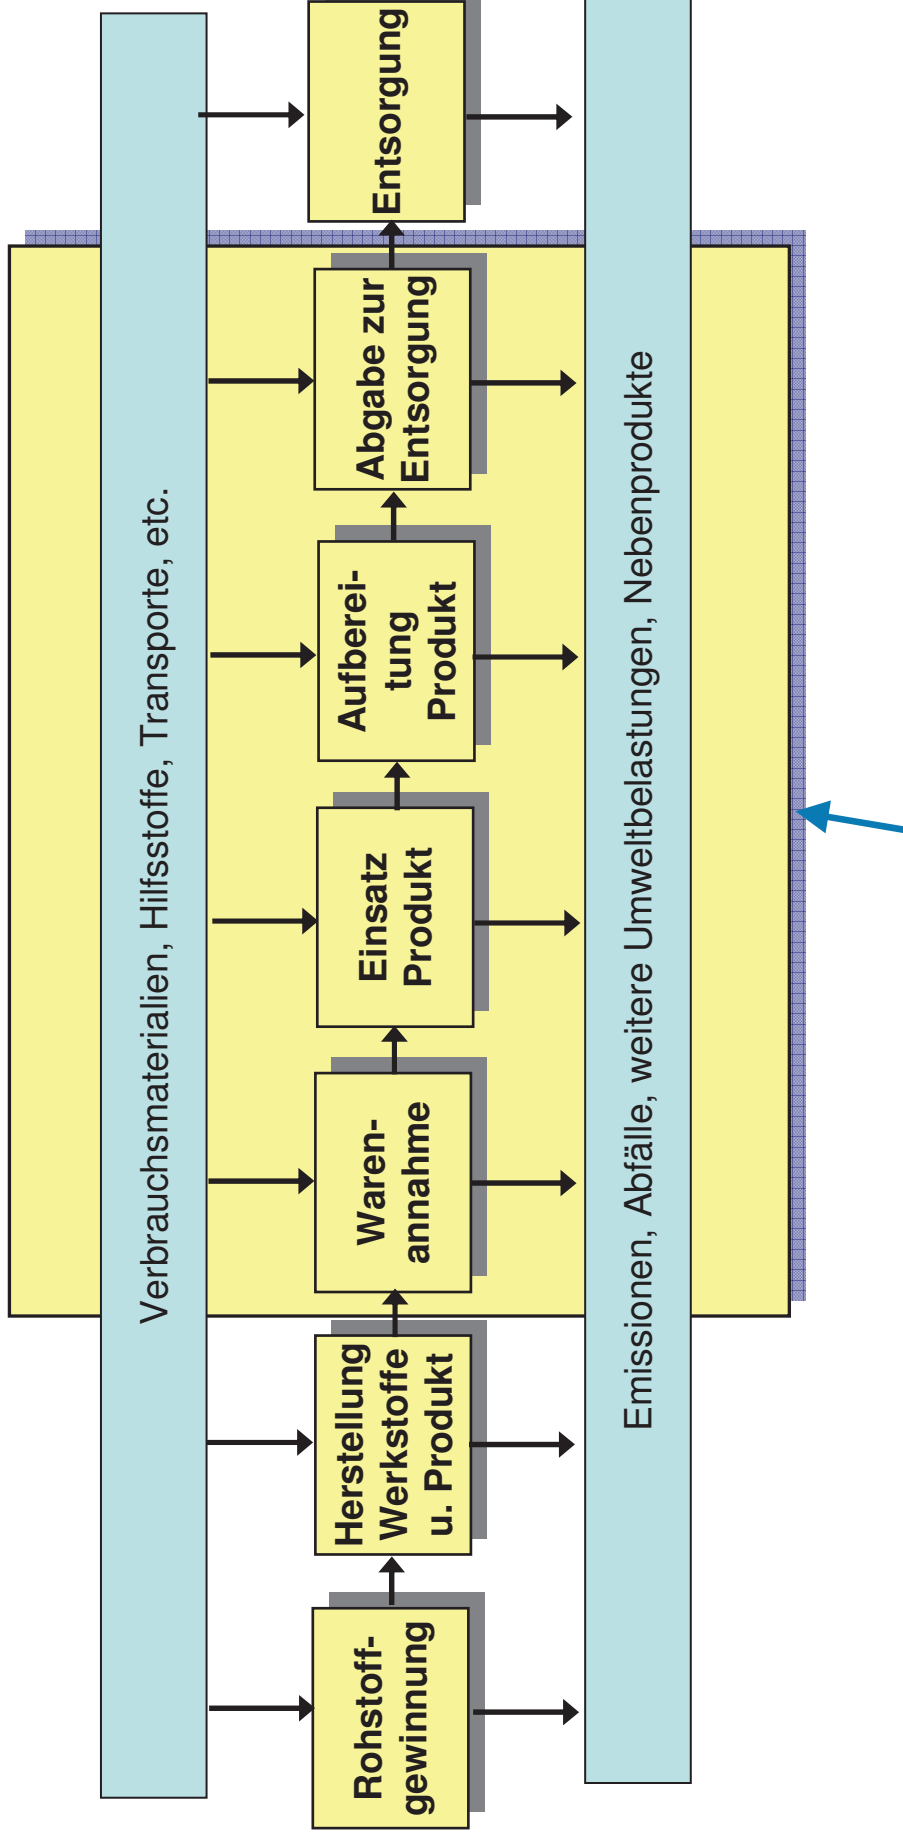 Verbrauchsmaterialien, Hilfsstoffe, Transporte, etc.
Rohstoff-
gewinnung
Herstellung
Werkstoffe
u. Produkt
Waren-
annahme
Einsatz
Produkt
Aufberei-
tung
Produkt
Abgabe zur
Entsorgung
Entsorgung
Emissionen, Abfälle, weitere Umweltbelastungen, Nebenprodukte